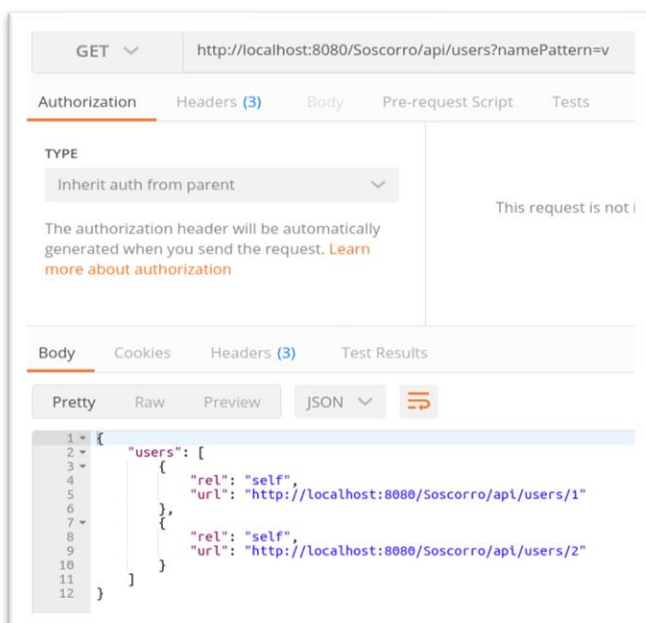 GET http://localhost:8080/Soscorro/api/users?namePattern=v
Authorization Headers (3) Body Pre-request Script Tests
TYPE
Inherit auth from parent
This request is not i
The authorization header will be automatically
generated when you send the request. Learn
more about authorization
Body Cookies Headers (3) Test Results
Pretty Raw Preview JSON
1 {
2 "users": [
3 {
4 "rel": "self",
5 "url": "http://localhost:8080/Soscorro/api/users/1"
6 },
7 {
8 "rel": "self",
9 "url": "http://localhost:8080/Soscorro/api/users/2"
10 }
11 ]
12 }